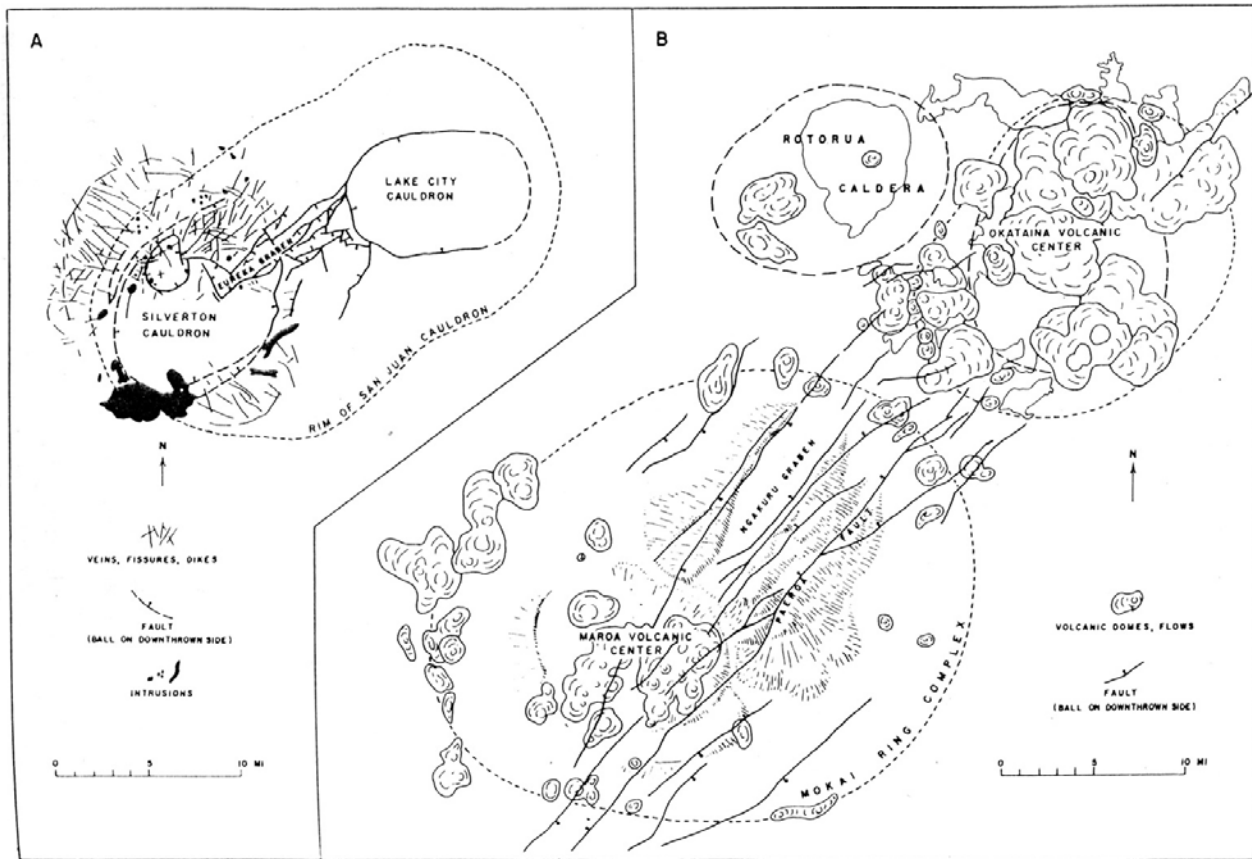 A
LAKE CITY
CAULDRON
EUREKA GRABEN
SILVERTON
CAULDRON
RIM OF SAN JUAN CAULDRON
N
VEINS, FISSURES, DIKES
FAULT
(BALL ON DOWNTHROWN SIDE)
INTRUSIONS
0 5 10 MI
B
ROTORUA
CALDERA
OKATAINA VOLCANIC
CENTER
NGAKURU GRABEN
PAEROA FAULT
MAROA VOLCANIC
CENTER
MOKAI RING COMPLEX
N
VOLCANIC DOMES, FLOWS
FAULT
(BALL ON DOWNTHROWN SIDE)
0 5 10 MI